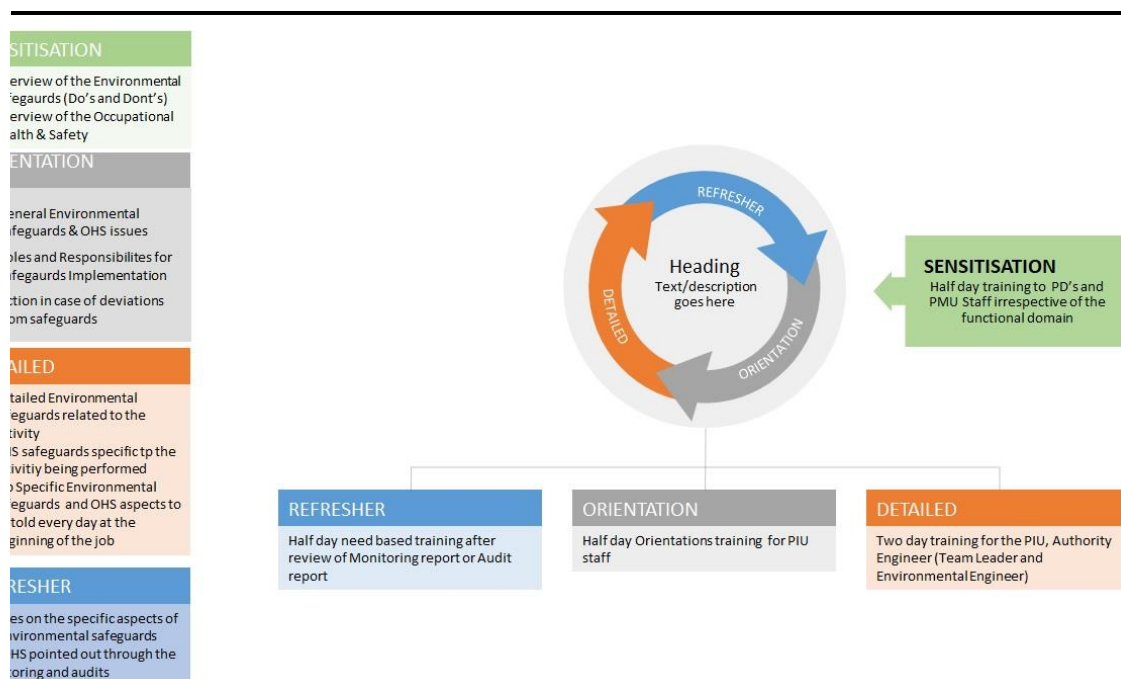 SITISATION
erview of the Environmental
feguards (Do's and Dont's)
erview of the Occupational
alth & Safety
ENTATION
eneral Environmental
feguards & OHS issues
les and Responsibilites for
fegaurds Implementation
ction in case of deviations
om safeguards
AILED
tailed Environmental
feguards related to the
tivity
IS safeguards specific tp the
ivitiy being performed
Specific Environmental
feguards and OHS aspects to
told every day at the
ginning of the job
RESHER
es on the specific aspects of
vironmental safeguards
HS pointed out through the
toring and audits
REFRESHER
DETAILED
ORIENTATION
Heading
Text/description
goes here
SENSITISATION
Half day training to PD's and
PMU Staff irrespective of the
functional domain
REFRESHER
Half day need based training after
review of Monitoring report or Audit
report
ORIENTATION
Half day Orientations training for PIU
staff
DETAILED
Two day training for the PIU, Authority
Engineer (Team Leader and
Environmental Engineer)